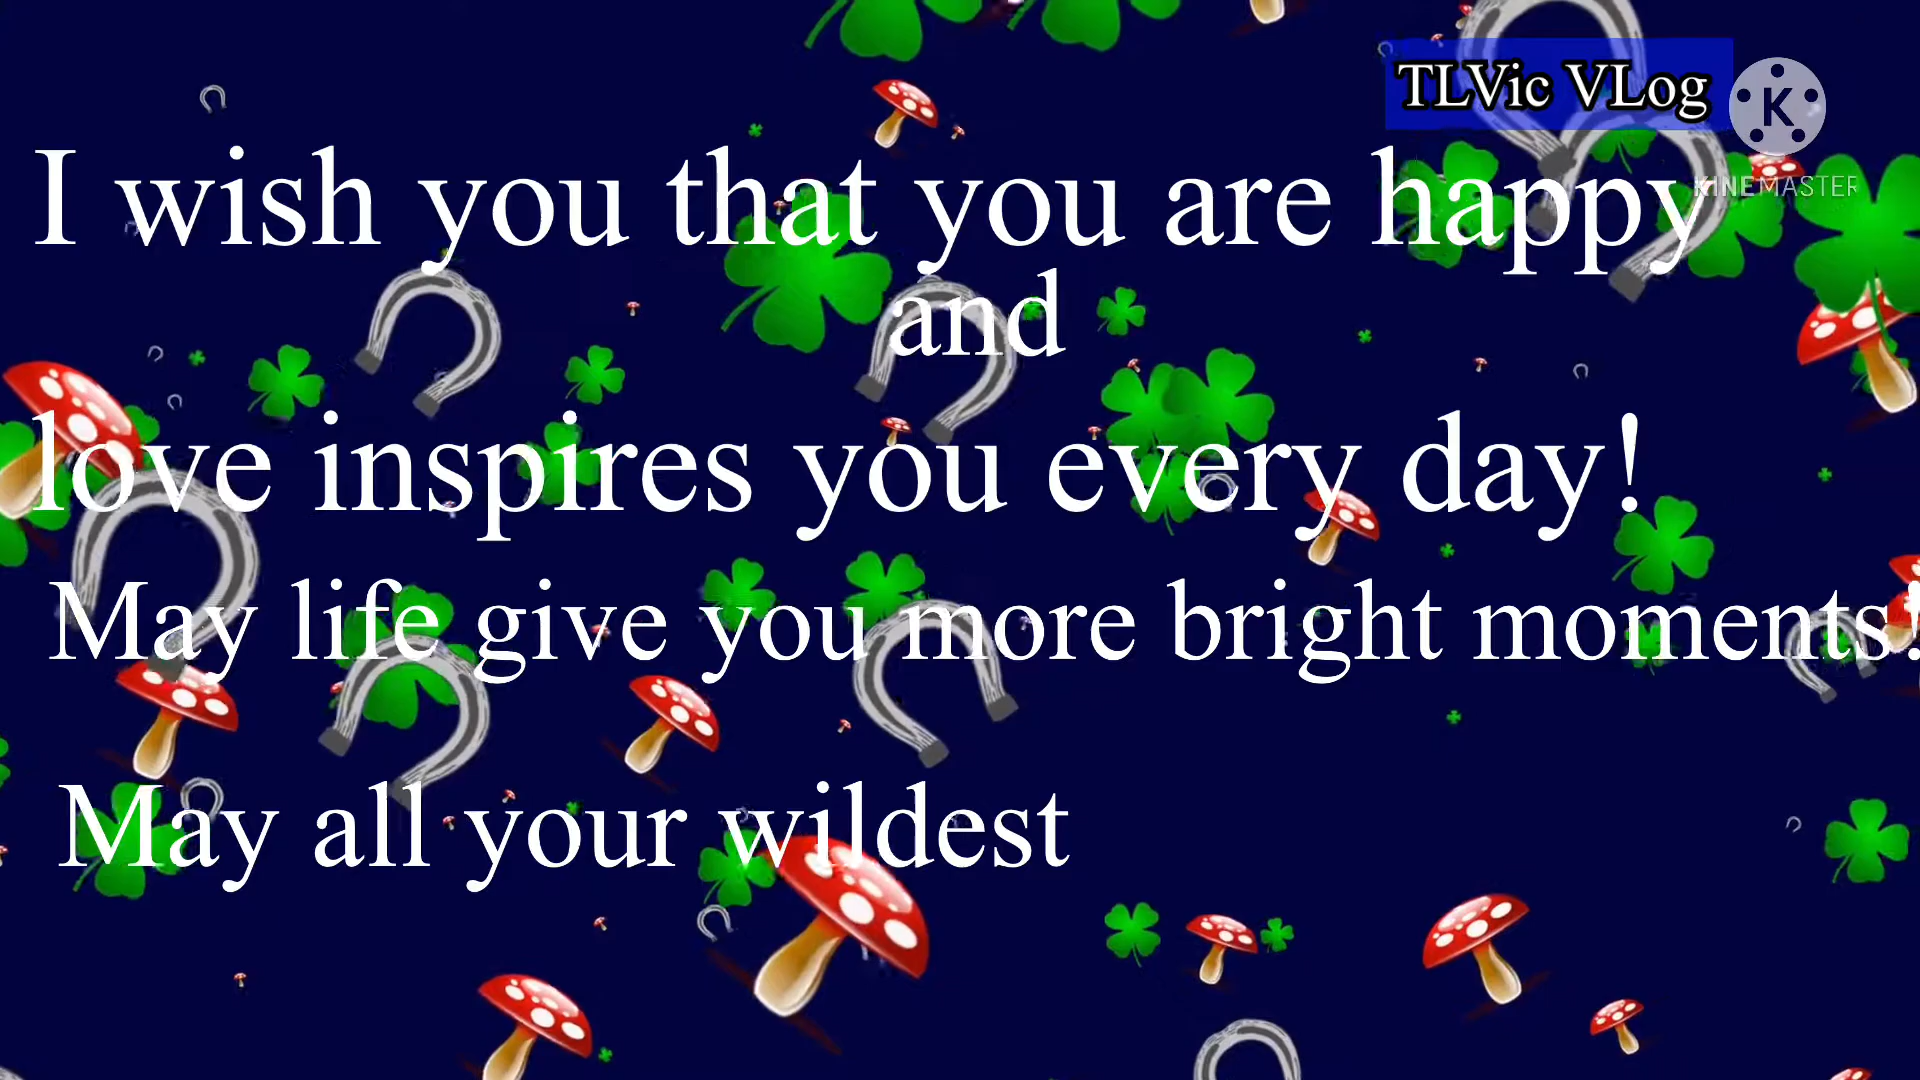 TLVic VLog
K
KINEMASTER
I wish you that you are happy
and
love inspires you every day!
May life give you more bright moments!
May all your wildest